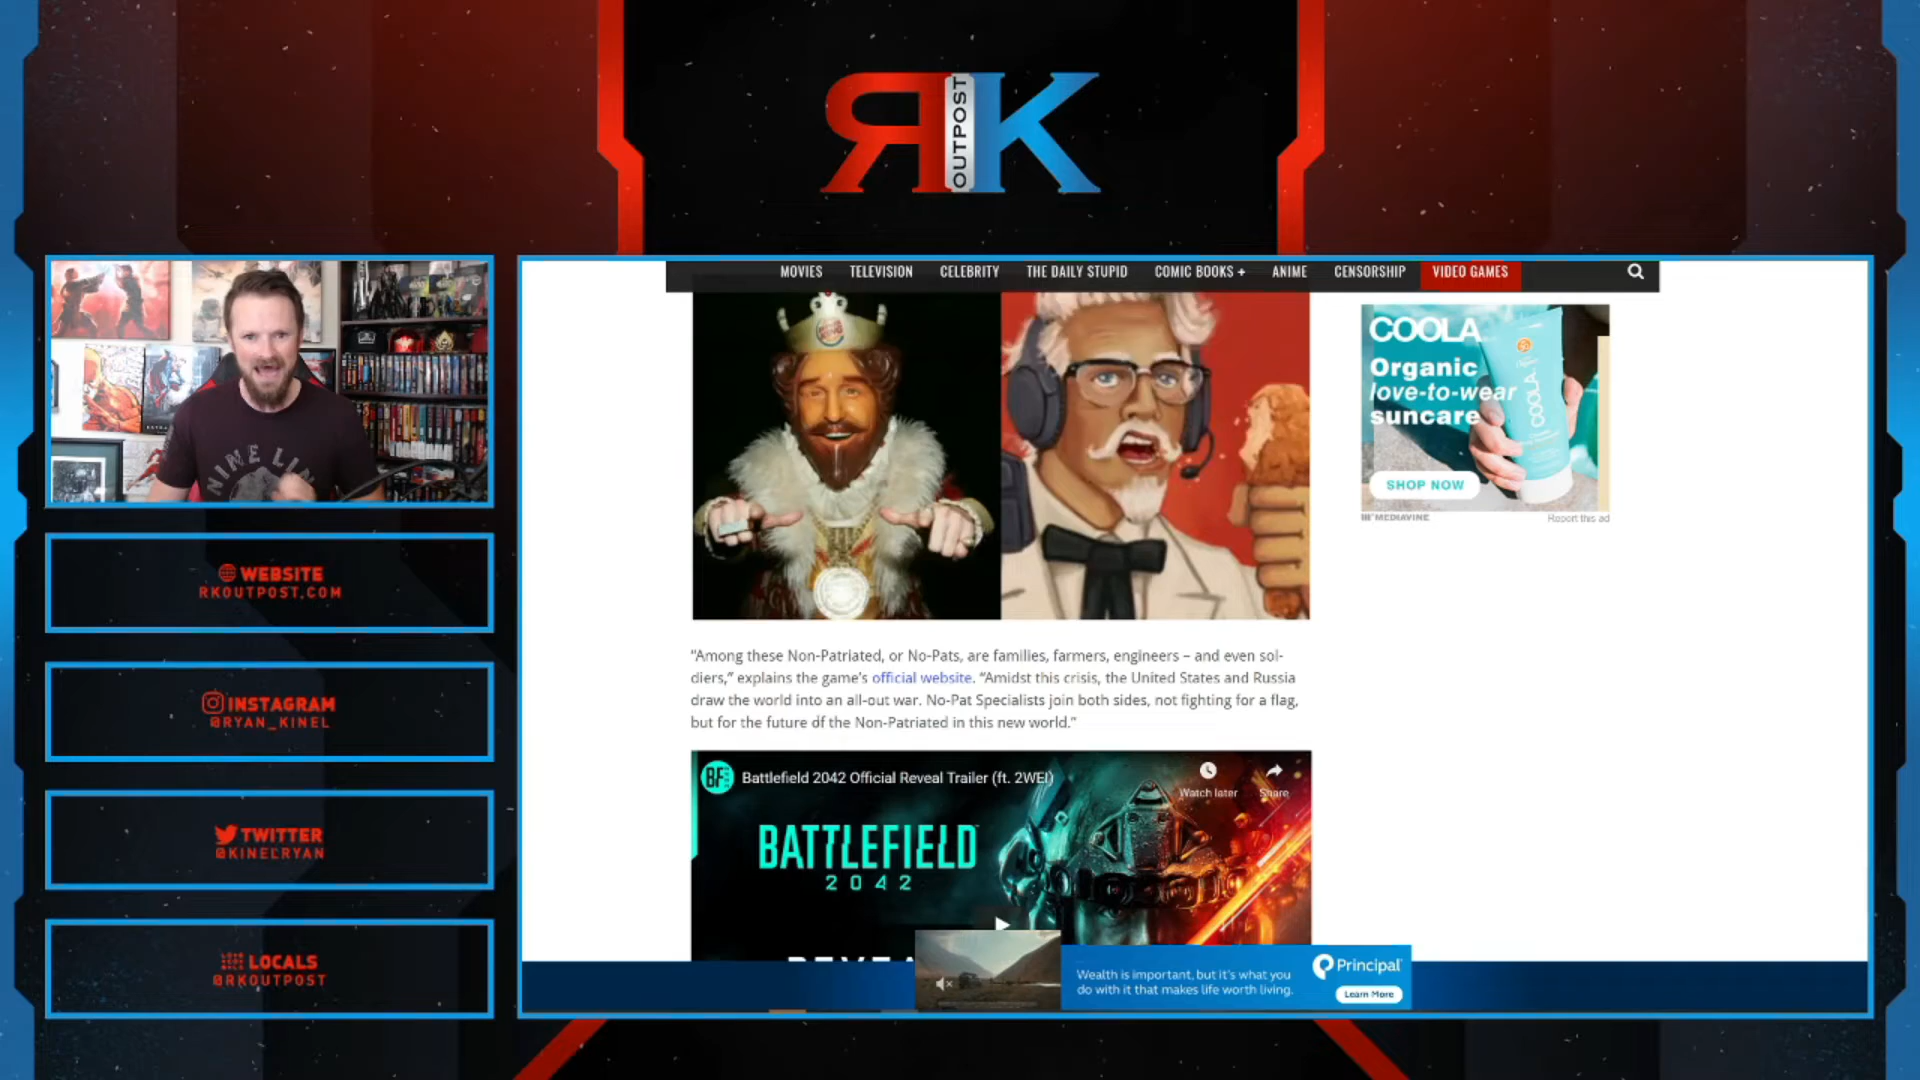 RK
OUTPOST
MOVIES
TELEVISION
CELEBRITY
THE DAILY STUPID
COMIC BOOKS +
ANIME
CENSORSHIP
VIDEO GAMES
NINE LIN
WEBSITE
RKOUTPOST.COM
INSTAGRAM
@RYAN_KINEL
TWITTER
@KINELRYAN
LOCALS
@RKOUTPOST
BURGER KING
COOLA
Organic
love-to-wear
suncare
COOLA
SHOP NOW
MEDIAVINE
Report this ad
“Among these Non-Patriated, or No-Pats, are families, farmers, engineers – and even sol-
diers,” explains the game’s official website. “Amidst this crisis, the United States and Russia
draw the world into an all-out war. No-Pat Specialists join both sides, not fighting for a flag,
but for the future of the Non-Patriated in this new world.”
BF
Battlefield 2042 Official Reveal Trailer (ft. 2WEI)
Watch later
Share
BATTLEFIELD
2042
Wealth is important, but it's what you
do with it that makes life worth living.
Principal
Learn More